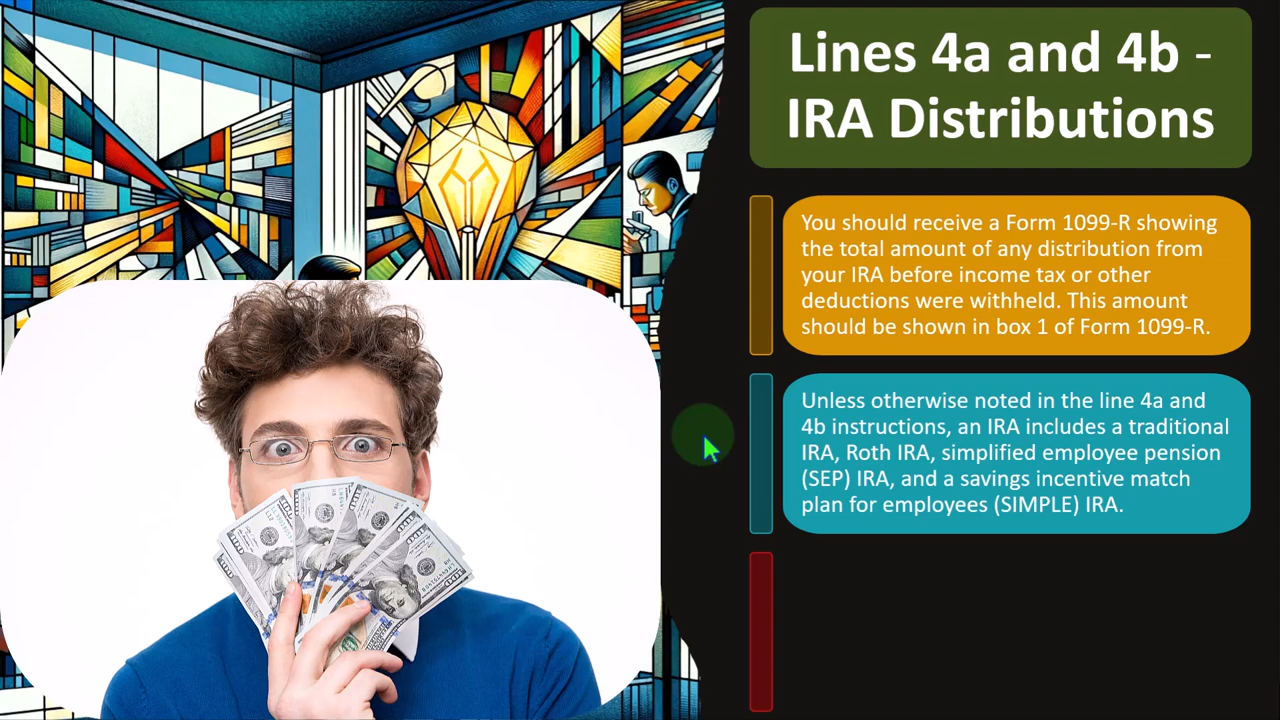 Lines 4a and 4b -
IRA Distributions
You should receive a Form 1099-R showing
the total amount of any distribution from
your IRA before income tax or other
deductions were withheld. This amount
should be shown in box 1 of Form 1099-R.
Unless otherwise noted in the line 4a and
4b instructions, an IRA includes a traditional
IRA, Roth IRA, simplified employee pension
(SEP) IRA, and a savings incentive match
plan for employees (SIMPLE) IRA.